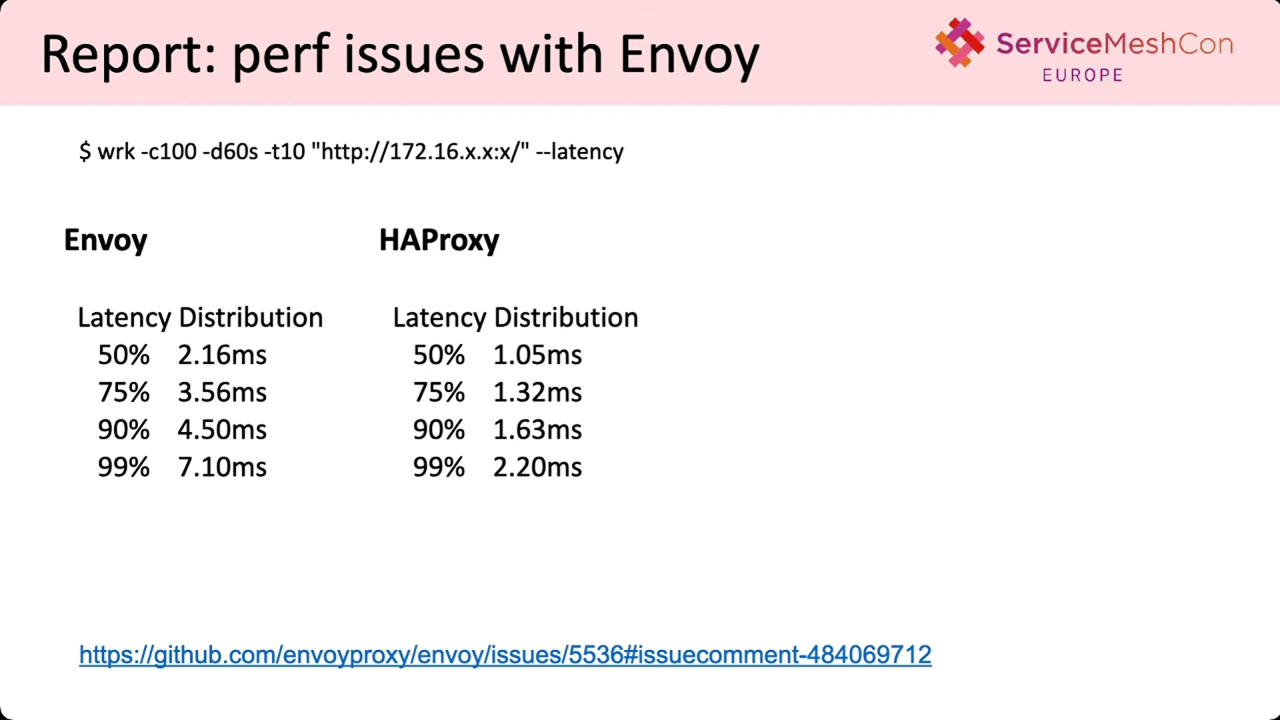 Report: perf issues with Envoy
ServiceMeshCon
EUROPE
$ wrk -c100 -d60s -t10 "http://172.16.x.x:x/" --latency
Envoy
Latency Distribution
50% 2.16ms
75% 3.56ms
90% 4.50ms
99% 7.10ms
HAProxy
Latency Distribution
50% 1.05ms
75% 1.32ms
90% 1.63ms
99% 2.20ms
https://github.com/envoyproxy/envoy/issues/5536#issuecomment-484069712